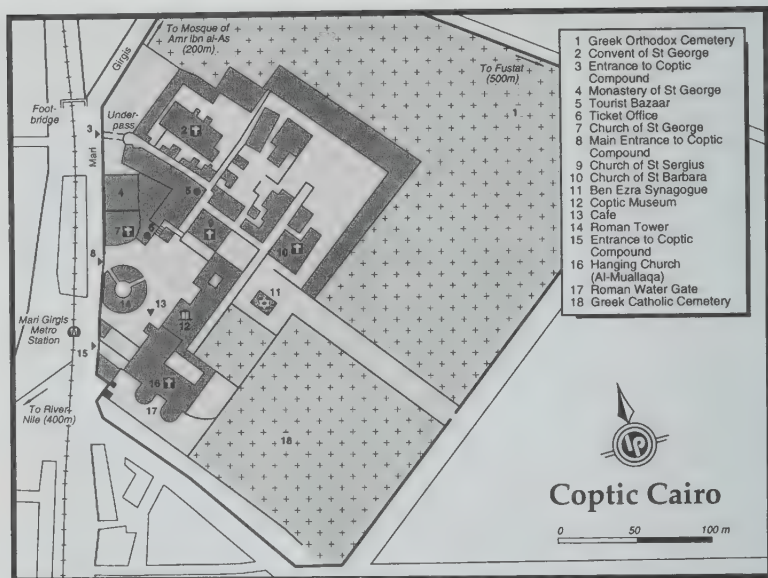 To Mosque of
Amr Ibn al-As
(200m)
Girgis
To Fustat
(500m)
Foot-
bridge
Under-
pass
3
Mari
1
2
4
5
6
7
8
9
10
11
12
13
14
15
16
17
18
Mari Girgis
Metro
Station
M
To River
Nile (400m)
1 Greek Orthodox Cemetery
2 Convent of St George
3 Entrance to Coptic
Compound
4 Monastery of St George
5 Tourist Bazaar
6 Ticket Office
7 Church of St George
8 Main Entrance to Coptic
Compound
9 Church of St Sergius
10 Church of St Barbara
11 Ben Ezra Synagogue
12 Coptic Museum
13 Cafe
14 Roman Tower
15 Entrance to Coptic
Compound
16 Hanging Church
(Al-Muallaqa)
17 Roman Water Gate
18 Greek Catholic Cemetery
LP
Coptic Cairo
0 50 100 m